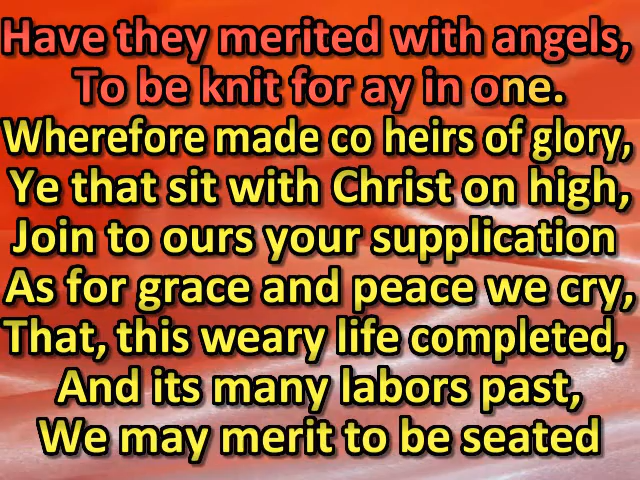 Have they merited with angels,
To be knit for ay in one.
Wherefore made co heirs of glory,
Ye that sit with Christ on high,
Join to ours your supplication
As for grace and peace we cry,
That, this weary life completed,
And its many labors past,
We may merit to be seated